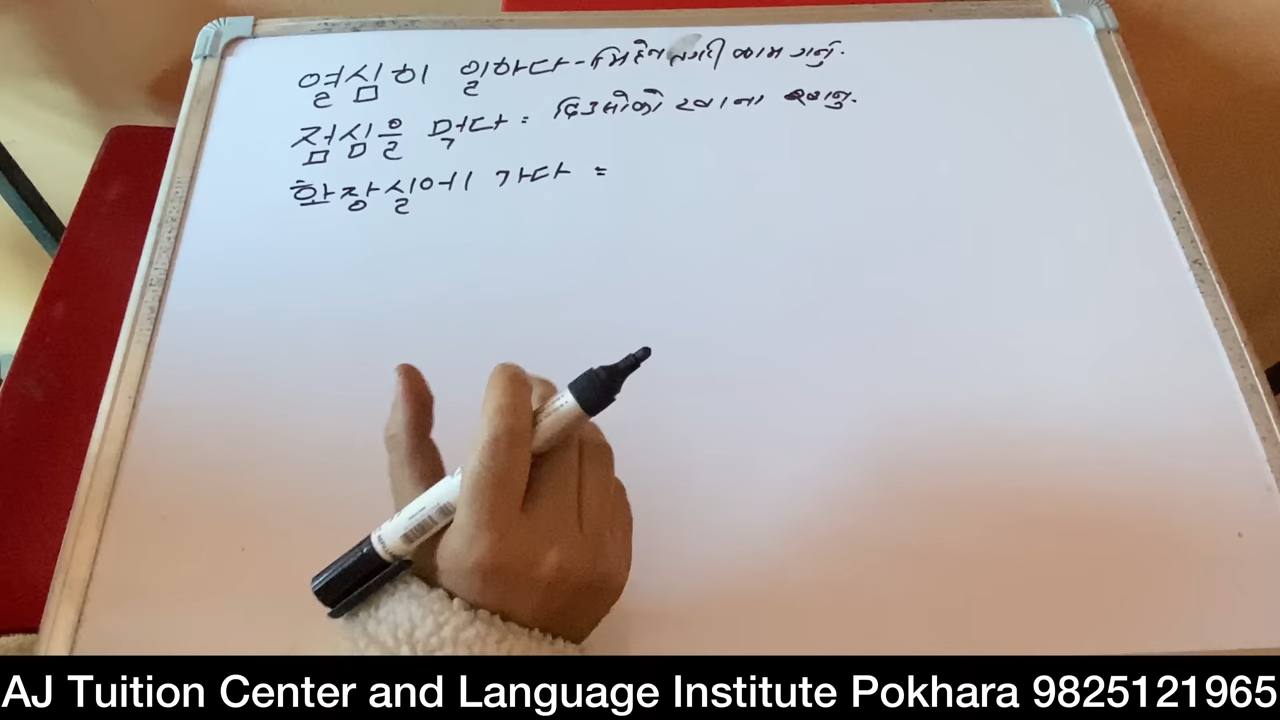 열심히 일하다 - मिहेनत गरी काम गर्नु.
점심을 먹다 = दिउसोको खाना खानु.
화장실에 가다 =
AJ Tuition Center and Language Institute Pokhara 9825121965